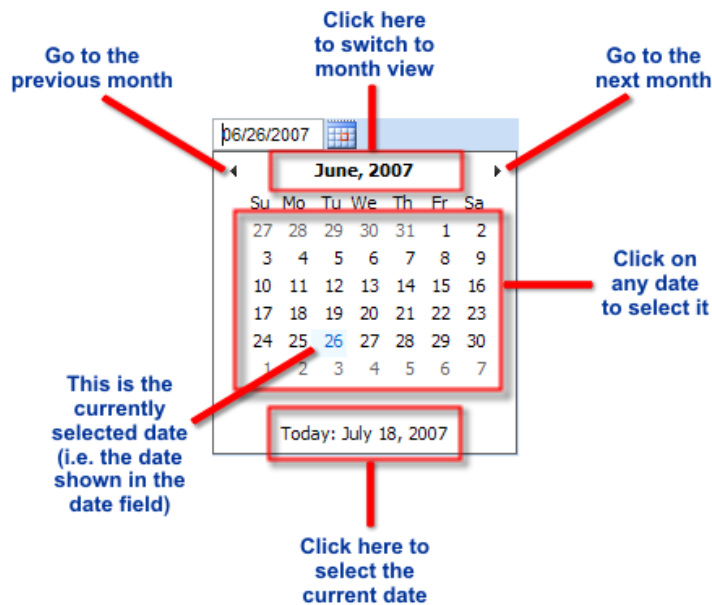 Click here
to switch to
month view
Go to the
previous month
Go to the
next month
06/26/2007
June, 2007
Su Mo Tu We Th Fr Sa
27 28 29 30 31 1 2
3 4 5 6 7 8 9
10 11 12 13 14 15 16
17 18 19 20 21 22 23
24 25 26 27 28 29 30
1 2 3 4 5 6 7
Click on
any date
to select it
This is the
currently
selected date
(i.e. the date
shown in the
date field)
Today: July 18, 2007
Click here to
select the
current date